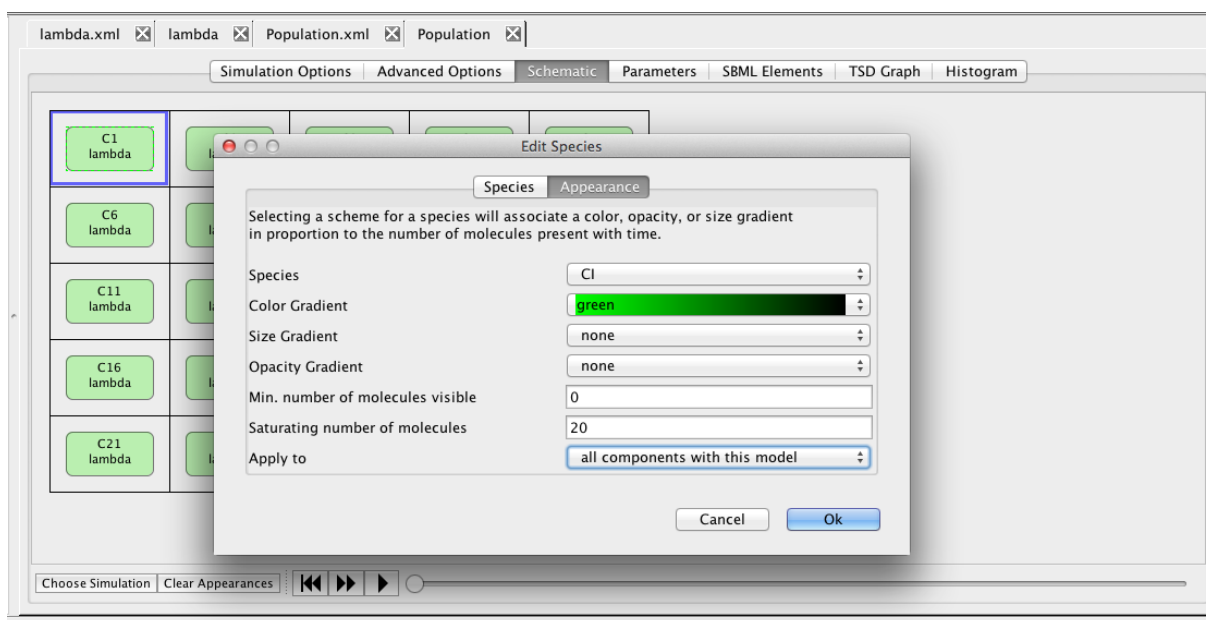 lambda.xml lambda Population.xml Population
Simulation Options Advanced Options Schematic Parameters SBML Elements TSD Graph Histogram
C1
lambda
Edit Species
Species Appearance
Selecting a scheme for a species will associate a color, opacity, or size gradient
in proportion to the number of molecules present with time.
C6
lambda
Species CI
C11
lambda
Color Gradient green
Size Gradient none
C16
lambda
Opacity Gradient none
Min. number of molecules visible 0
Saturating number of molecules 20
C21
lambda
Apply to all components with this model
Cancel Ok
Choose Simulation Clear Appearances